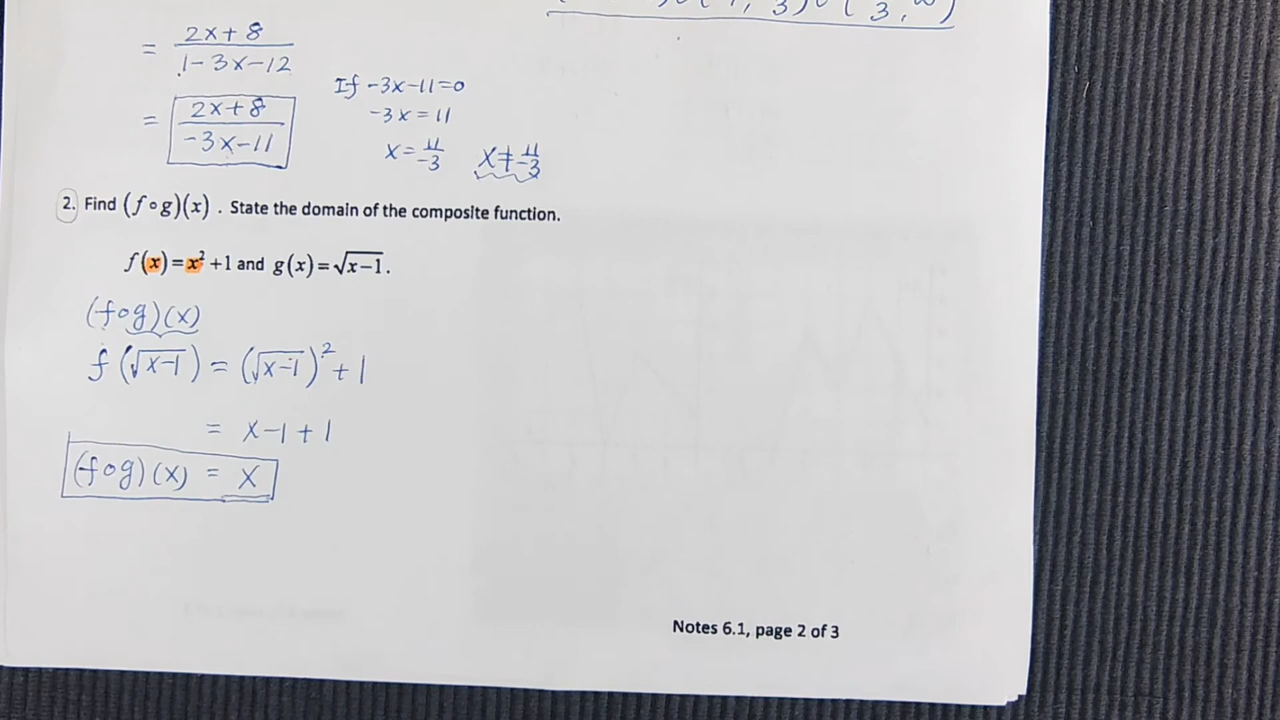 = (2x+8)/(1-3x-12)
= (2x+8)/(-3x-11)
If -3x-11=0
-3x = 11
x = 11/-3 x ≠ 11/-3
2. Find (f∘g)(x) . State the domain of the composite function.
f(x)=x²+1 and g(x)=√(x-1).
(f∘g)(x)
f(√(x-1)) = (√(x-1))² + 1
= x-1+1
(f∘g)(x) = x
Notes 6.1, page 2 of 3